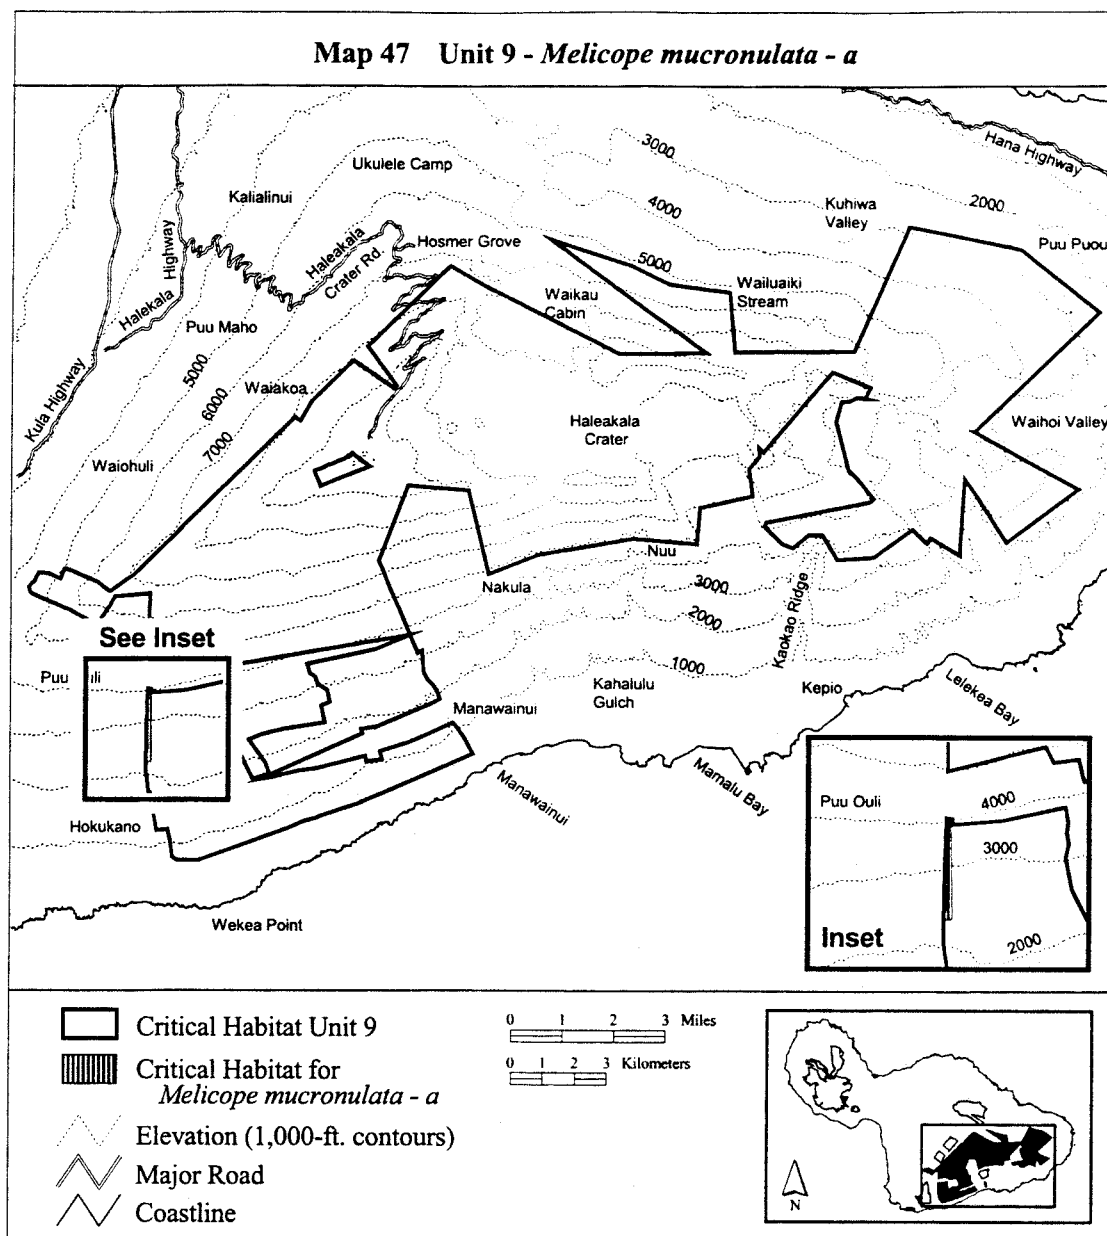 Map 47 Unit 9 - Melicope mucronulata - a
Hana Highway
3000
Ukulele Camp
Kalialinui
4000
Kuhiwa
Valley
2000
Halekala Highway
Haleakala
Crater Rd.
Hosmer Grove
Puu Puou
5000
Wailuaiki
Stream
Waikau
Cabin
Puu Maho
5000
Kula Highway
6000
Waiakoa
7000
Waiohuli
Haleakala
Crater
Waihoi Valley
Nuu
Nakula
3000
2000
Kaokao Ridge
1000
See Inset
Puu
ili
Kahalulu
Gulch
Kepio
Lelekea Bay
Manawainui
Manawainui
Mamalu Bay
Hokukano
Wekea Point
Puu Ouli
4000
3000
2000
Inset
Critical Habitat Unit 9
Critical Habitat for
Melicope mucronulata - a
Elevation (1,000-ft. contours)
Major Road
Coastline
0 1 2 3 Miles
0 1 2 3 Kilometers
N